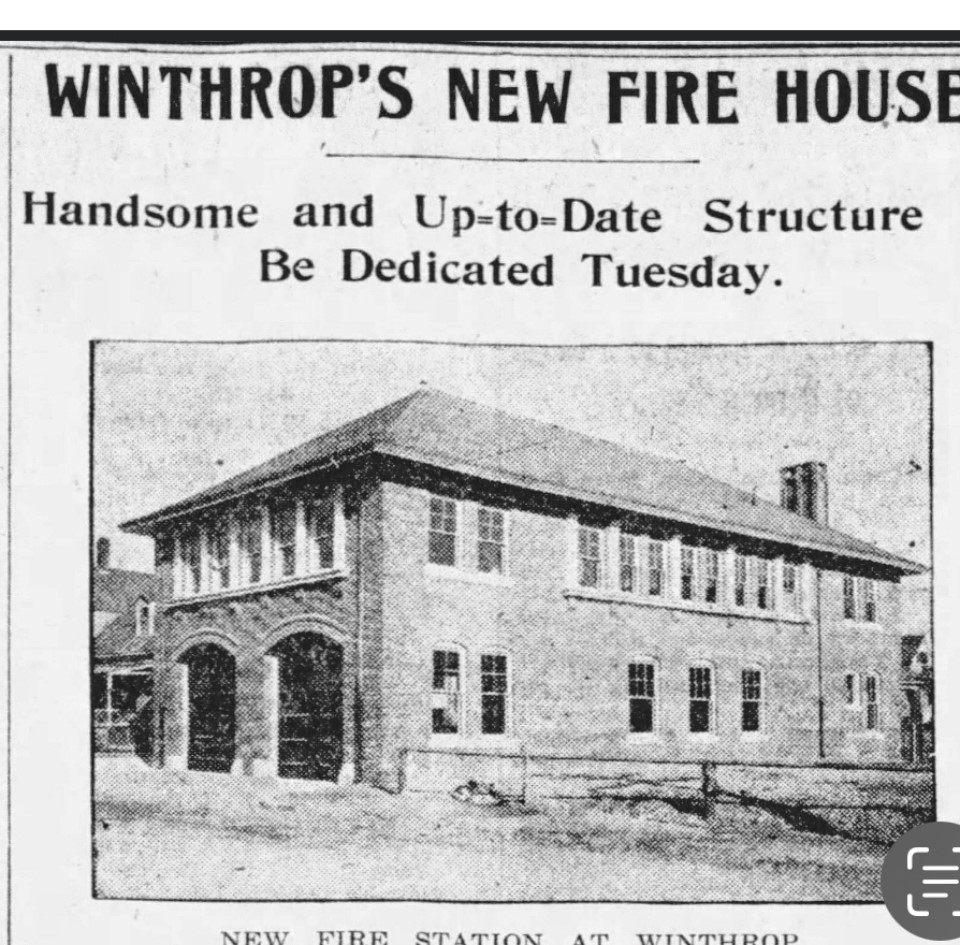 WINTHROP'S NEW FIRE HOUSE
Handsome and Up=to=Date Structure
Be Dedicated Tuesday.
NEW FIRE STATION AT WINTHROP